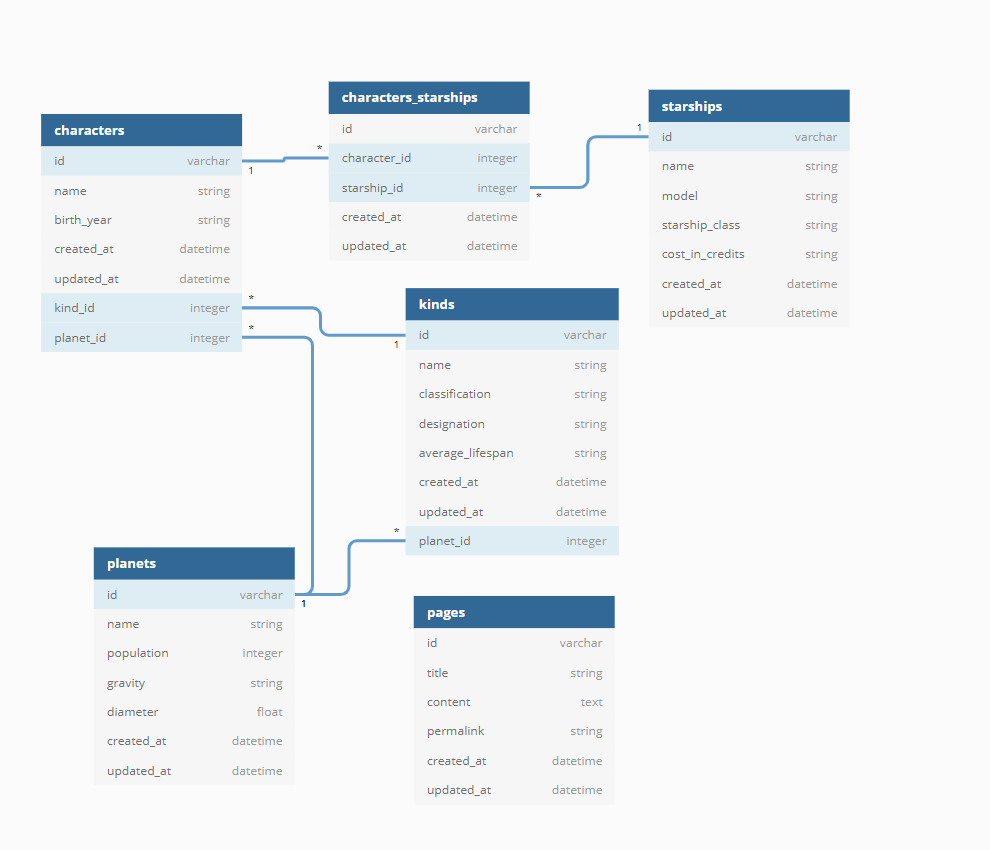 characters
id varchar
name string
birth_year string
created_at datetime
updated_at datetime
kind_id integer
planet_id integer
1
*
*
characters_starships
id varchar
character_id integer
starship_id integer
created_at datetime
updated_at datetime
*
*
starships
1
id varchar
name string
model string
starship_class string
cost_in_credits string
created_at datetime
updated_at datetime
kinds
id varchar
name string
classification string
designation string
average_lifespan string
created_at datetime
updated_at datetime
planet_id integer
1
*
planets
id varchar
name string
population integer
gravity string
diameter float
created_at datetime
updated_at datetime
1
pages
id varchar
title string
content text
permalink string
created_at datetime
updated_at datetime